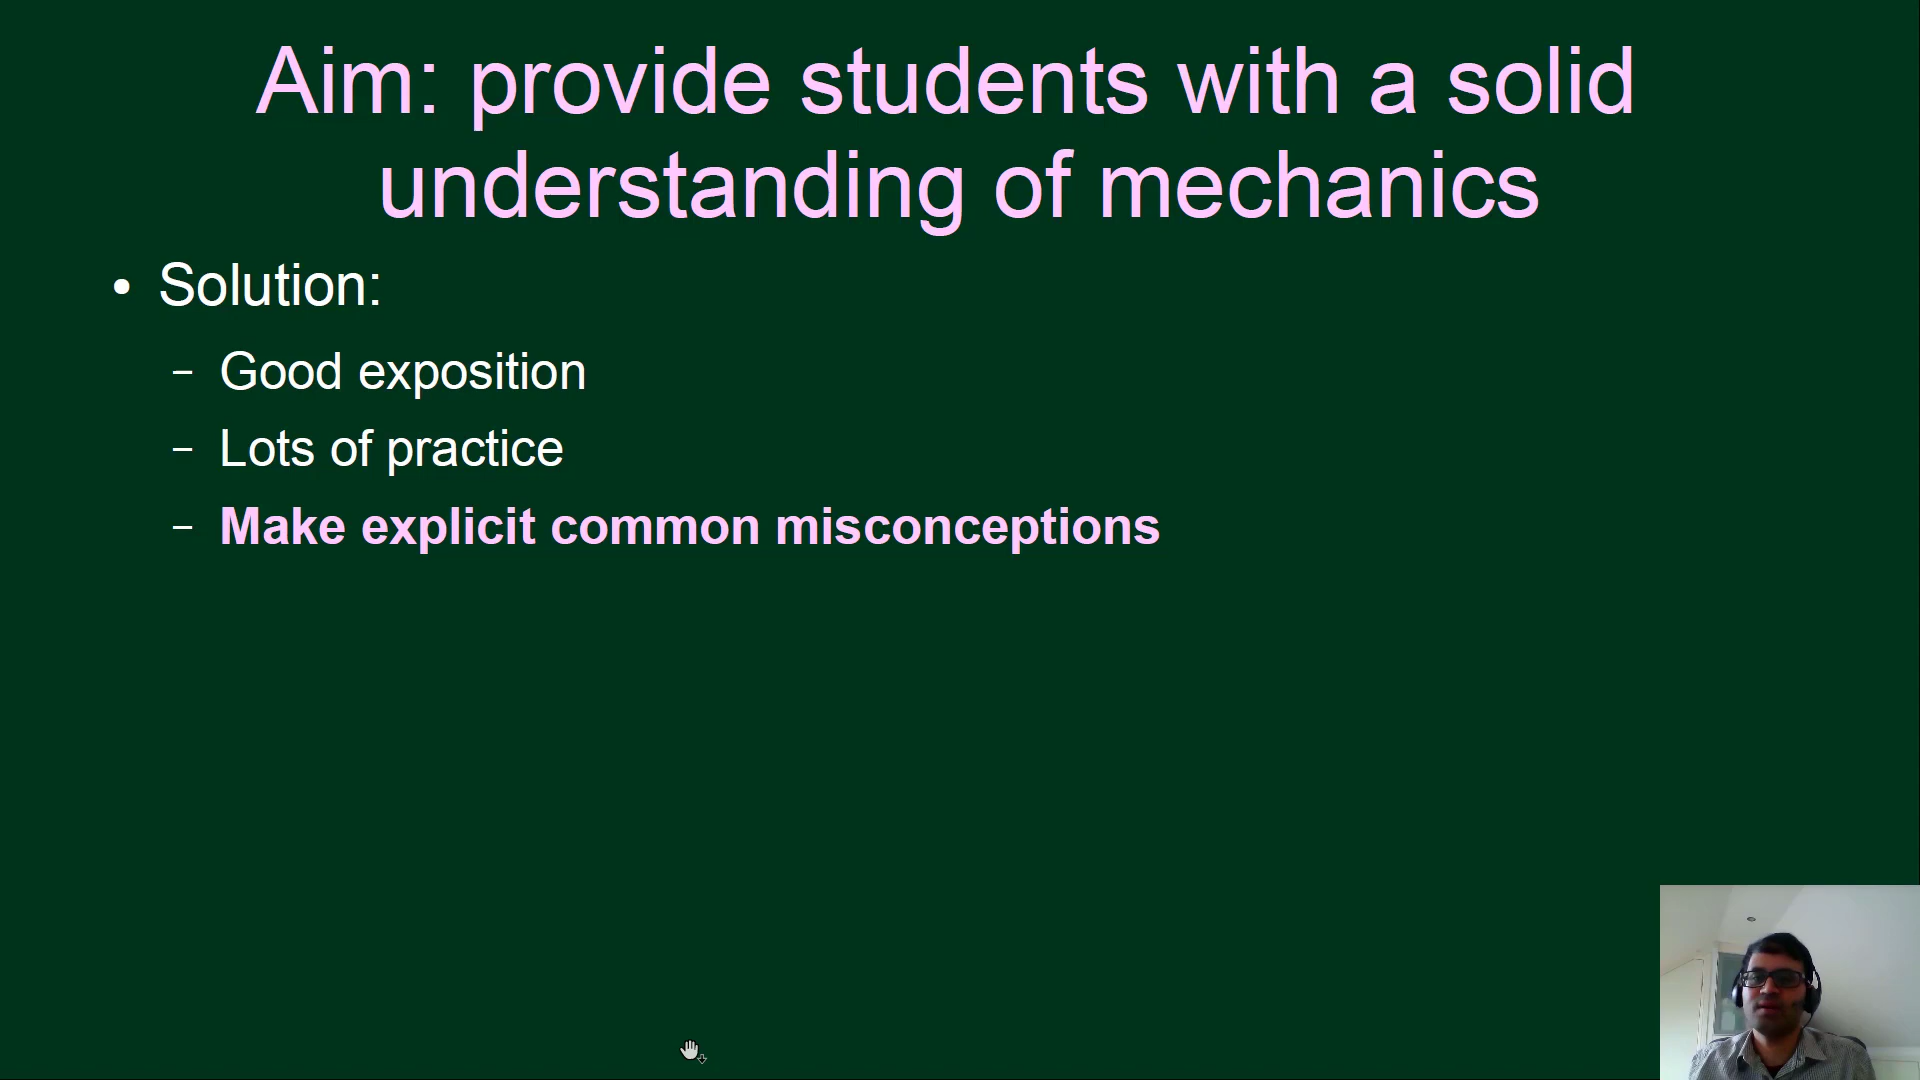 Aim: provide students with a solid
understanding of mechanics
• Solution:
– Good exposition
– Lots of practice
– Make explicit common misconceptions